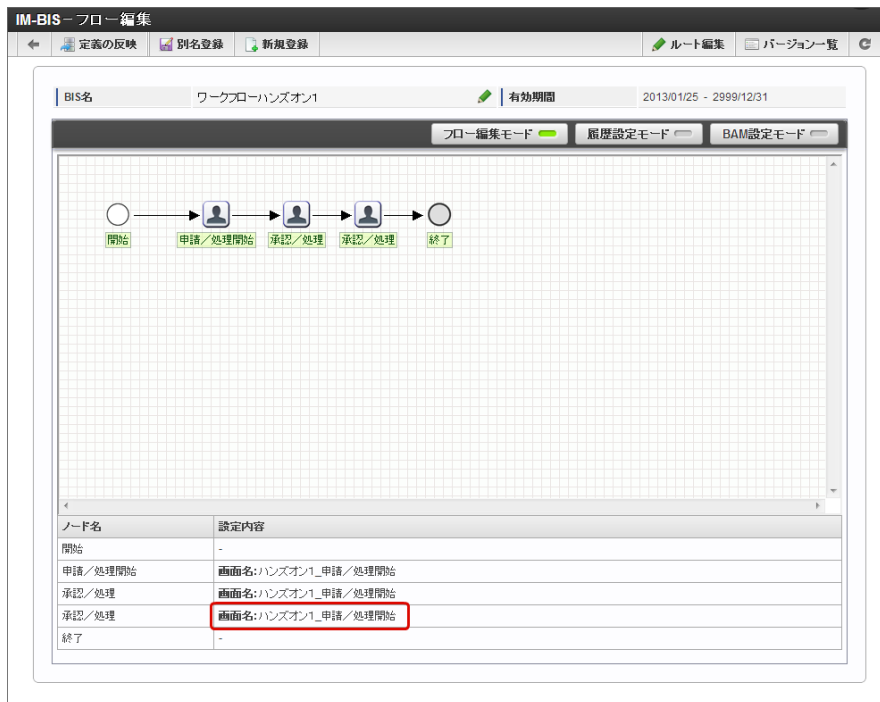 IM-BIS－フロー編集
定義の反映 別名登録 新規登録 ルート編集 バージョン一覧
BIS名 ワークフローハンズオン1 有効期間 2013/01/25 - 2999/12/31
フロー編集モード 履歴設定モード BAM設定モード
開始 申請／処理開始 承認／処理 承認／処理 終了
ノード名 設定内容
開始 -
申請／処理開始 画面名:ハンズオン1_申請／処理開始
承認／処理 画面名:ハンズオン1_申請／処理開始
承認／処理 画面名:ハンズオン1_申請／処理開始
終了 -